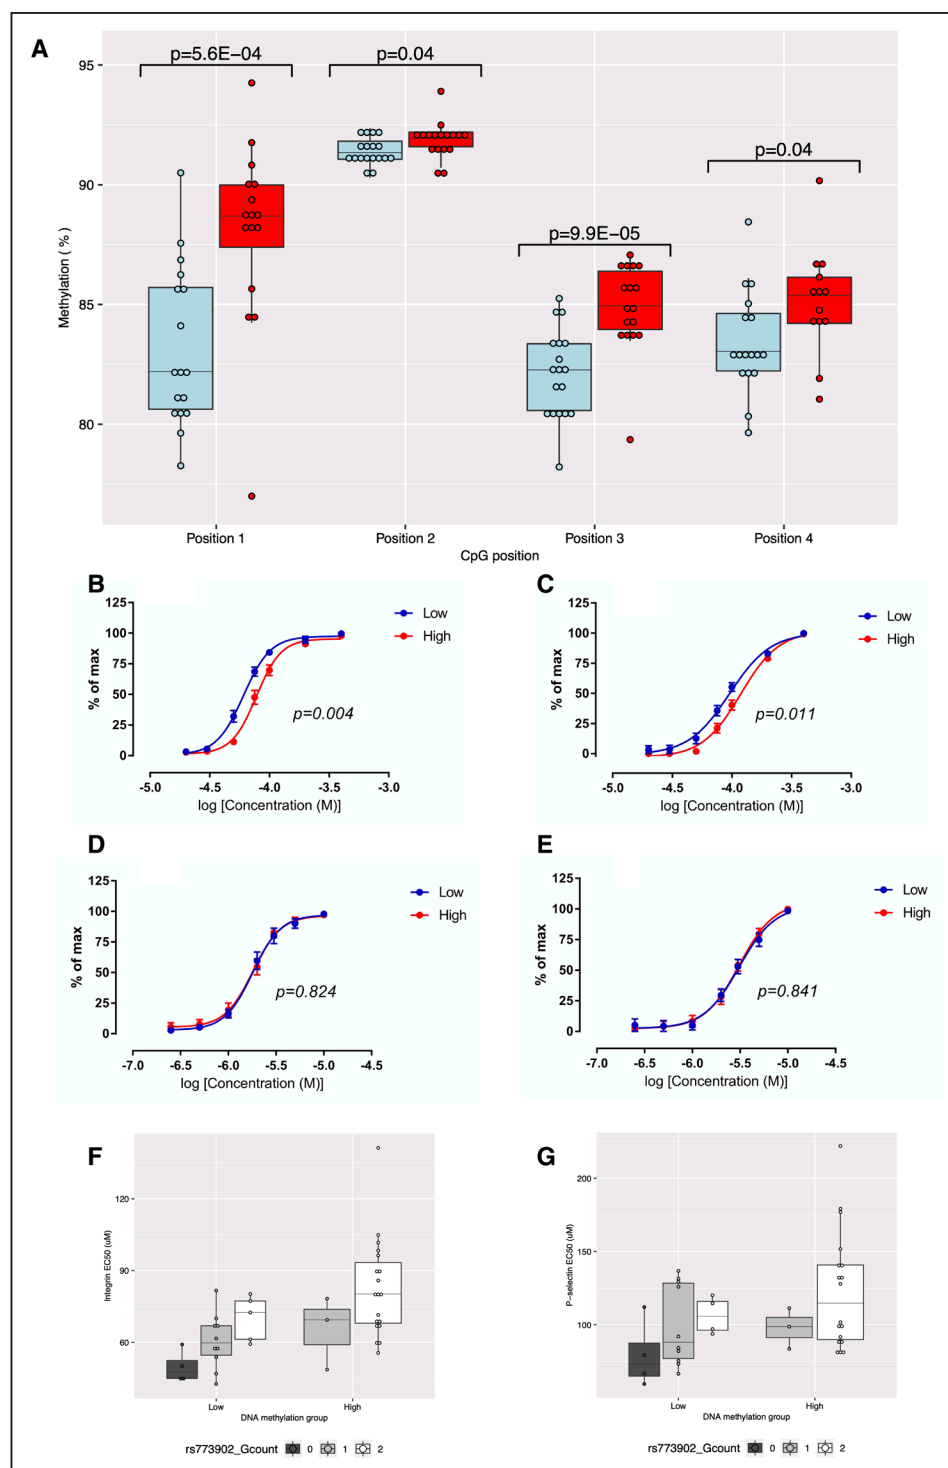 A
p=5.6E−04
p=0.04
p=0.04
p=9.9E−05
Methylation ( % )
95
90
85
80
Position 1
Position 2
Position 3
Position 4
CpG position
B
% of max
125
100
75
50
25
0
Low
High
p=0.004
-5.0
-4.5
-4.0
-3.5
-3.0
log [Concentration (M)]
C
% of max
125
100
75
50
25
0
Low
High
p=0.011
-5.0
-4.5
-4.0
-3.5
-3.0
log [Concentration (M)]
D
% of max
125
100
75
50
25
0
Low
High
p=0.824
-7.0
-6.5
-6.0
-5.5
-5.0
-4.5
log [Concentration (M)]
E
% of max
125
100
75
50
25
0
Low
High
p=0.841
-7.0
-6.5
-6.0
-5.5
-5.0
-4.5
log [Concentration (M)]
F
Integrin EC50 (uM)
120
90
60
Low
High
DNA methylation group
rs773902_Gcount
0
1
2
G
P−selectin EC50 (uM)
200
150
100
Low
High
DNA methylation group
rs773902_Gcount
0
1
2